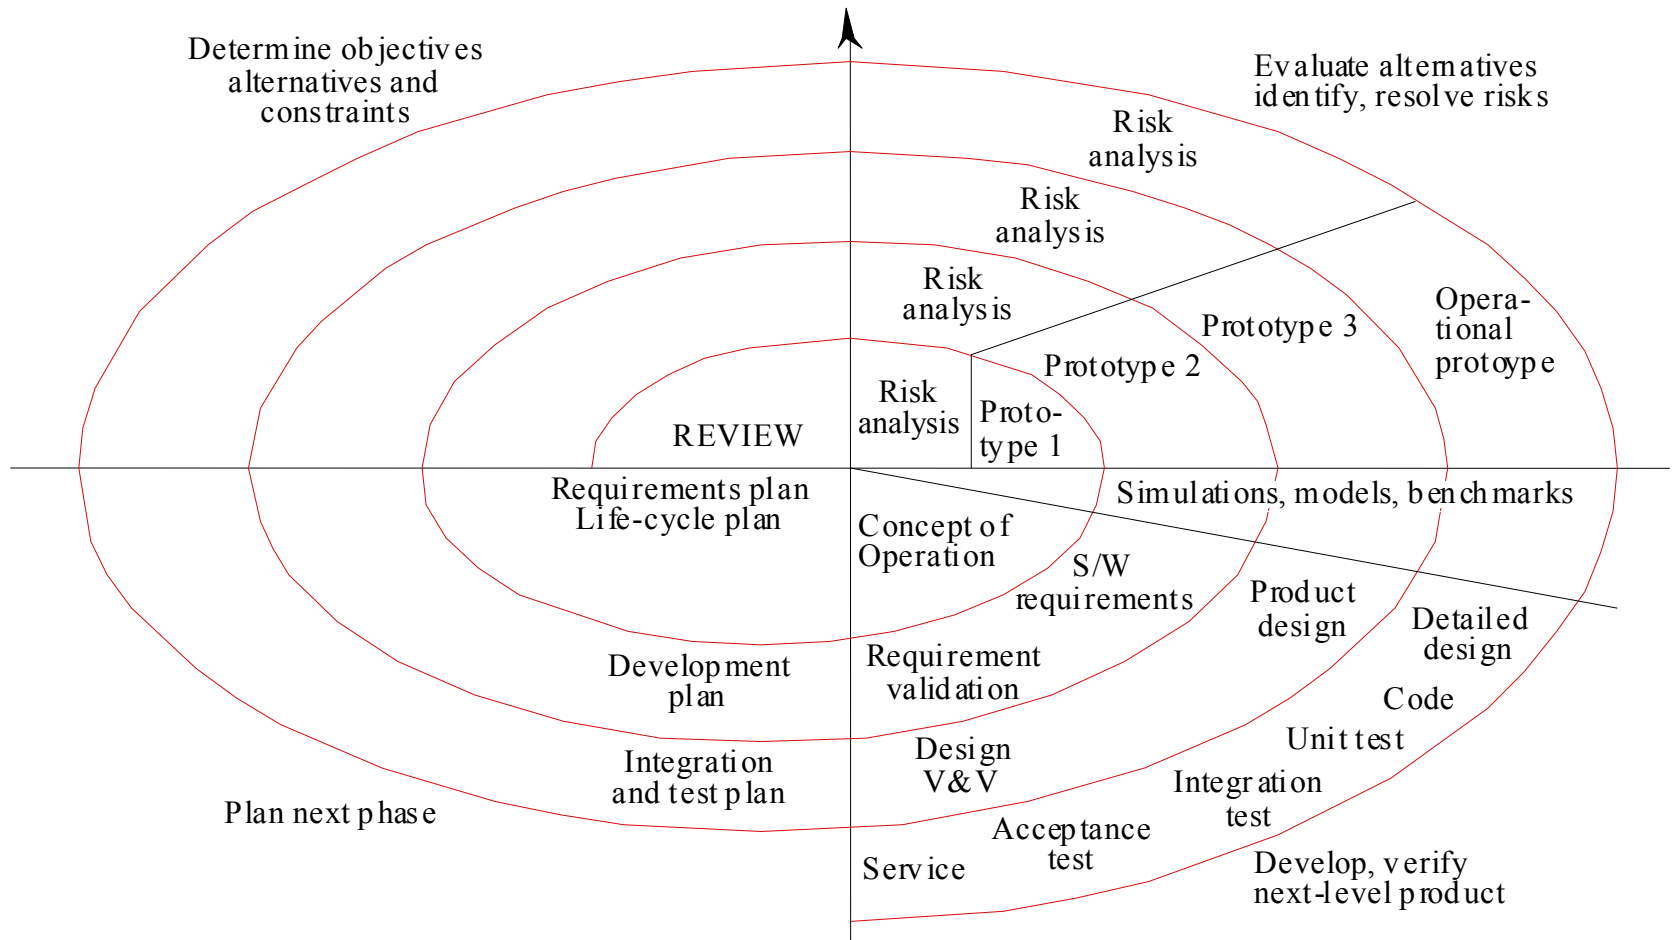 Determine objectives
alternatives and
constraints
Evaluate alternatives
identify, resolve risks
Risk
analysis
Risk
analysis
Risk
analysis
Risk
analysis
Proto-
type 1
Prototype 2
Prototype 3
Opera-
tional
protoype
REVIEW
Requirements plan
Life-cycle plan
Simulations, models, benchmarks
Concept of
Operation
S/W
requirements
Product
design
Detailed
design
Development
plan
Requirement
validation
Code
Unit test
Integration
and test plan
Design
V&V
Integration
test
Plan next phase
Acceptance
test
Service
Develop, verify
next-level product